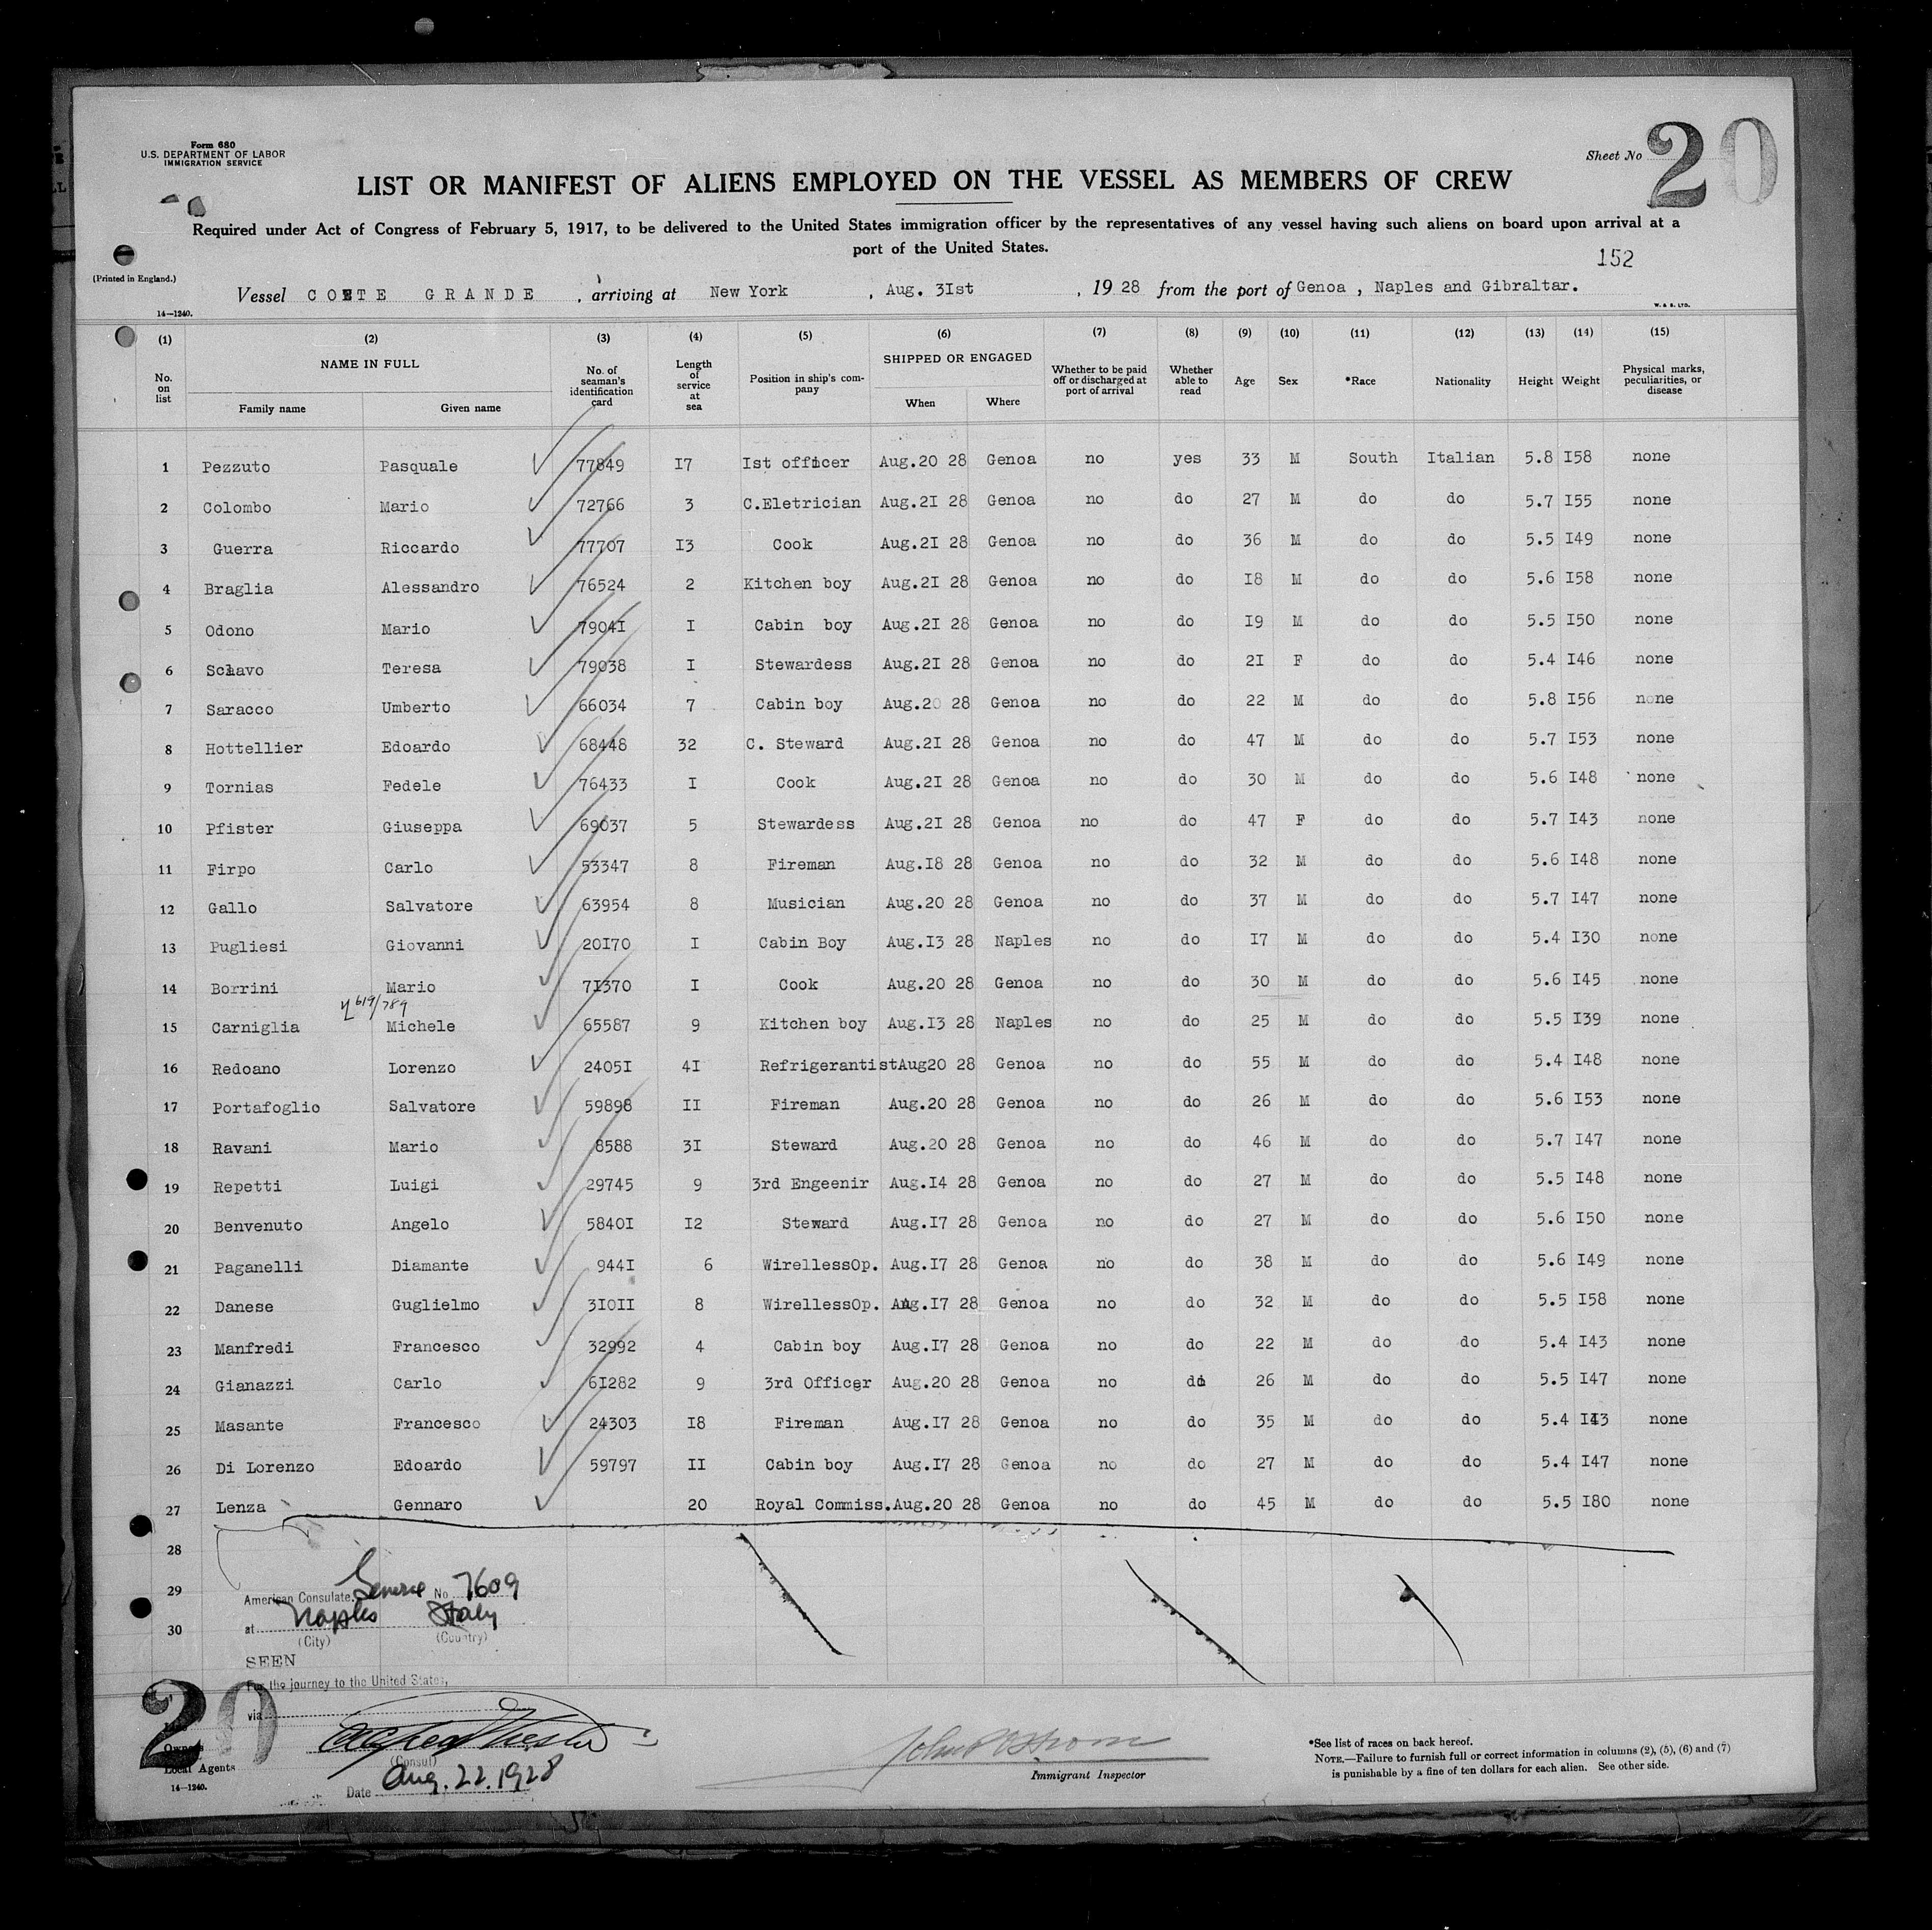 Form 680
U.S. DEPARTMENT OF LABOR
IMMIGRATION SERVICE
Sheet No 20
LIST OR MANIFEST OF ALIENS EMPLOYED ON THE VESSEL AS MEMBERS OF CREW
Required under Act of Congress of February 5, 1917, to be delivered to the United States immigration officer by the representatives of any vessel having such aliens on board upon arrival at a
port of the United States.
152
(Printed in England.)
Vessel CONTE GRANDE , arriving at New York , Aug. 3Ist , 19 28 from the port of Genoa , Naples and Gibraltar.
14—1240. W. & S. LTD.
(1) (2) (3) (4) (5) (6) (7) (8) (9) (10) (11) (12) (13) (14) (15)
No. on list NAME IN FULL Family name Given name No. of seaman's identification card Length of service at sea Position in ship's company SHIPPED OR ENGAGED When Where Whether to be paid off or discharged at port of arrival Whether able to read Age Sex *Race Nationality Height Weight Physical marks, peculiarities, or disease
1 Pezzuto Pasquale 77849 I7 Ist officer Aug.20 28 Genoa no yes 33 M South Italian 5.8 I58 none
2 Colombo Mario 72766 3 C.Eletrician Aug.2I 28 Genoa no do 27 M do do 5.7 I55 none
3 Guerra Riccardo 77707 I3 Cook Aug.2I 28 Genoa no do 36 M do do 5.5 I49 none
4 Braglia Alessandro 76524 2 Kitchen boy Aug.2I 28 Genoa no do I8 M do do 5.6 I58 none
5 Odono Mario 7904I I Cabin boy Aug.2I 28 Genoa no do I9 M do do 5.5 I50 none
6 Teresa 79038 I Stewardess Aug.2I 28 Genoa no do 2I F do do 5.4 I46 none
7 Saracco Umberto 66034 7 Cabin boy Aug.20 28 Genoa no do 22 M do do 5.8 I56 none
8 Hottellier Edoardo 68448 32 C. Steward Aug.2I 28 Genoa no do 47 M do do 5.7 I53 none
9 Tornias Fedele 76433 I Cook Aug.2I 28 Genoa no do 30 M do do 5.6 I48 none
10 Pfister Giuseppa 69037 5 Stewardess Aug.2I 28 Genoa no do 47 F do do 5.7 I43 none
11 Firpo Carlo 53347 8 Fireman Aug.I8 28 Genoa no do 32 M do do 5.6 I48 none
12 Gallo Salvatore 63954 8 Musician Aug.20 28 Genoa no do 37 M do do 5.7 I47 none
13 Pugliesi Giovanni 20I70 I Cabin Boy Aug.I3 28 Naples no do I7 M do do 5.4 I30 none
14 Borrini Mario 7I370 I Cook Aug.20 28 Genoa no do 30 M do do 5.6 I45 none
619/789
15 Carniglia Michele 65587 9 Kitchen boy Aug.I3 28 Naples no do 25 M do do 5.5 I39 none
16 Redoano Lorenzo 2405I 4I Refrigerantist Aug20 28 Genoa no do 55 M do do 5.4 I48 none
17 Portafoglio Salvatore 59898 II Fireman Aug.20 28 Genoa no do 26 M do do 5.6 I53 none
18 Ravani Mario 8588 3I Steward Aug.20 28 Genoa no do 46 M do do 5.7 I47 none
19 Repetti Luigi 29745 9 3rd Engeenir Aug.I4 28 Genoa no do 27 M do do 5.5 I48 none
20 Benvenuto Angelo 5840I I2 Steward Aug.I7 28 Genoa no do 27 M do do 5.6 I50 none
21 Paganelli Diamante 944I 6 WirellessOp. Aug.I7 28 Genoa no do 38 M do do 5.6 I49 none
22 Danese Guglielmo 3I0II 8 WirellessOp. Aug.I7 28 Genoa no do 32 M do do 5.5 I58 none
23 Manfredi Francesco 32992 4 Cabin boy Aug.I7 28 Genoa no do 22 M do do 5.4 I43 none
24 Gianazzi Carlo 6I282 9 3rd Officer Aug.20 28 Genoa no do 26 M do do 5.5 I47 none
25 Masante Francesco 24303 I8 Fireman Aug.I7 28 Genoa no do 35 M do do 5.4 I43 none
26 Di Lorenzo Edoardo 59797 II Cabin boy Aug.I7 28 Genoa no do 27 M do do 5.4 I47 none
27 Lenza Gennaro 20 Royal Commiss. Aug.20 28 Genoa no do 45 M do do 5.5 I80 none
28
29
30
American Consulate. No 7609
at Naples Italy
(City) (Country)
SEEN
For the journey to the United States,
via
20
Owners
Local Agents
(Consul)
Date Aug. 22. 1928
14—1240.
Immigrant Inspector
*See list of races on back hereof.
NOTE.—Failure to furnish full or correct information in columns (2), (5), (6) and (7)
is punishable by a fine of ten dollars for each alien. See other side.